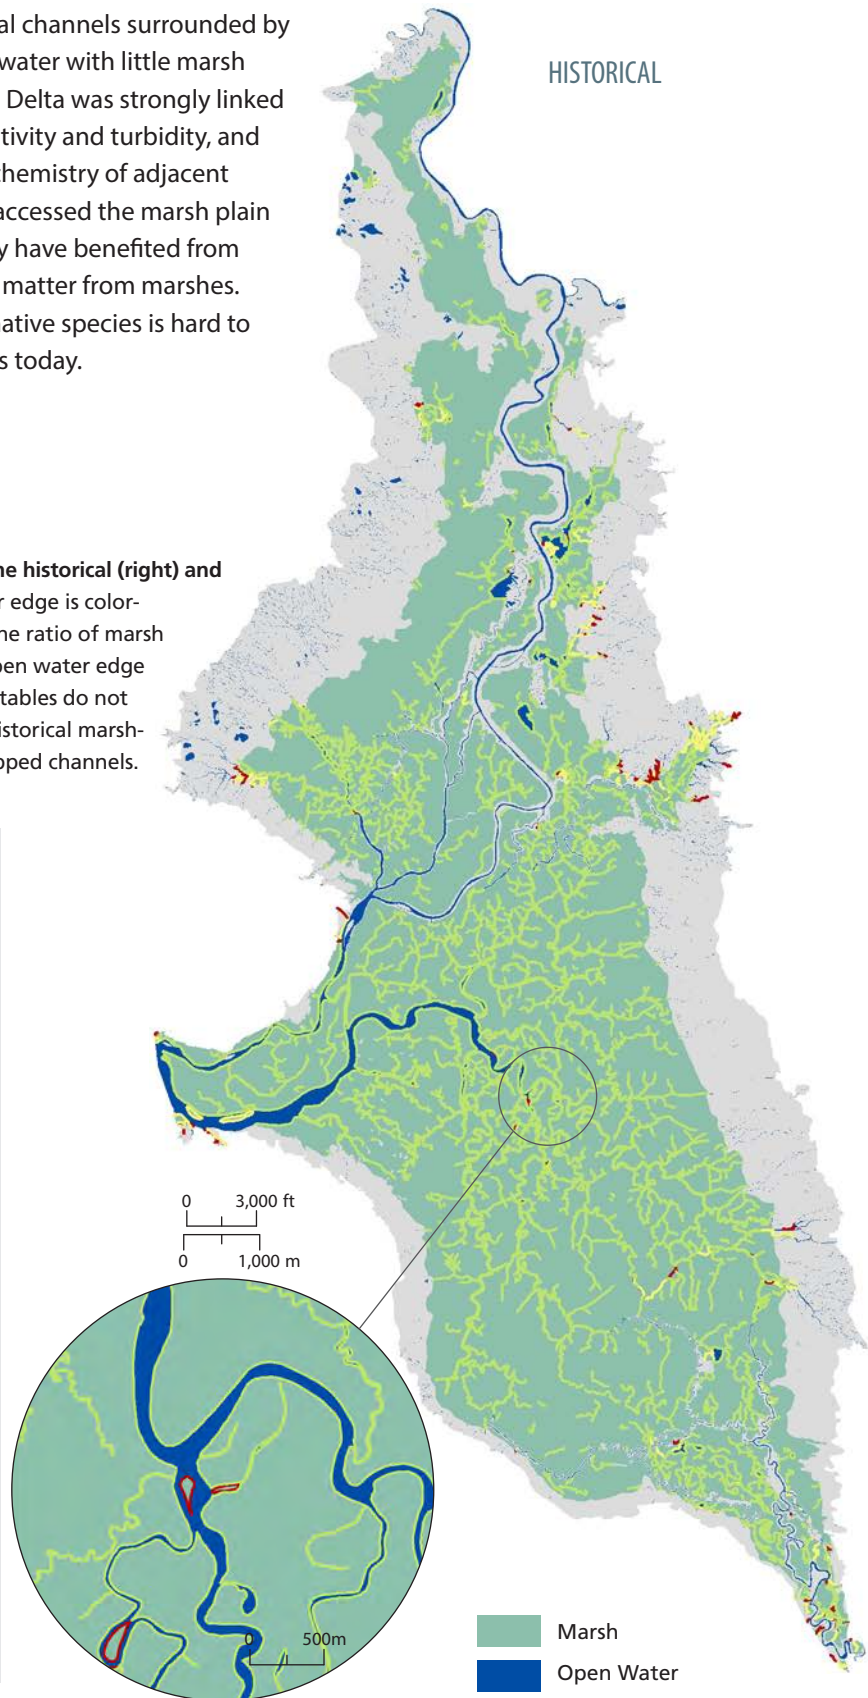 al channels surrounded by
water with little marsh
Delta was strongly linked
tivity and turbidity, and
chemistry of adjacent
accessed the marsh plain
y have benefited from
matter from marshes.
native species is hard to
s today.
HISTORICAL
ne historical (right) and
r edge is color-
he ratio of marsh
pen water edge
tables do not
istorical marsh-
pped channels.
0 3,000 ft
0 1,000 m
0 500m
Marsh
Open Water